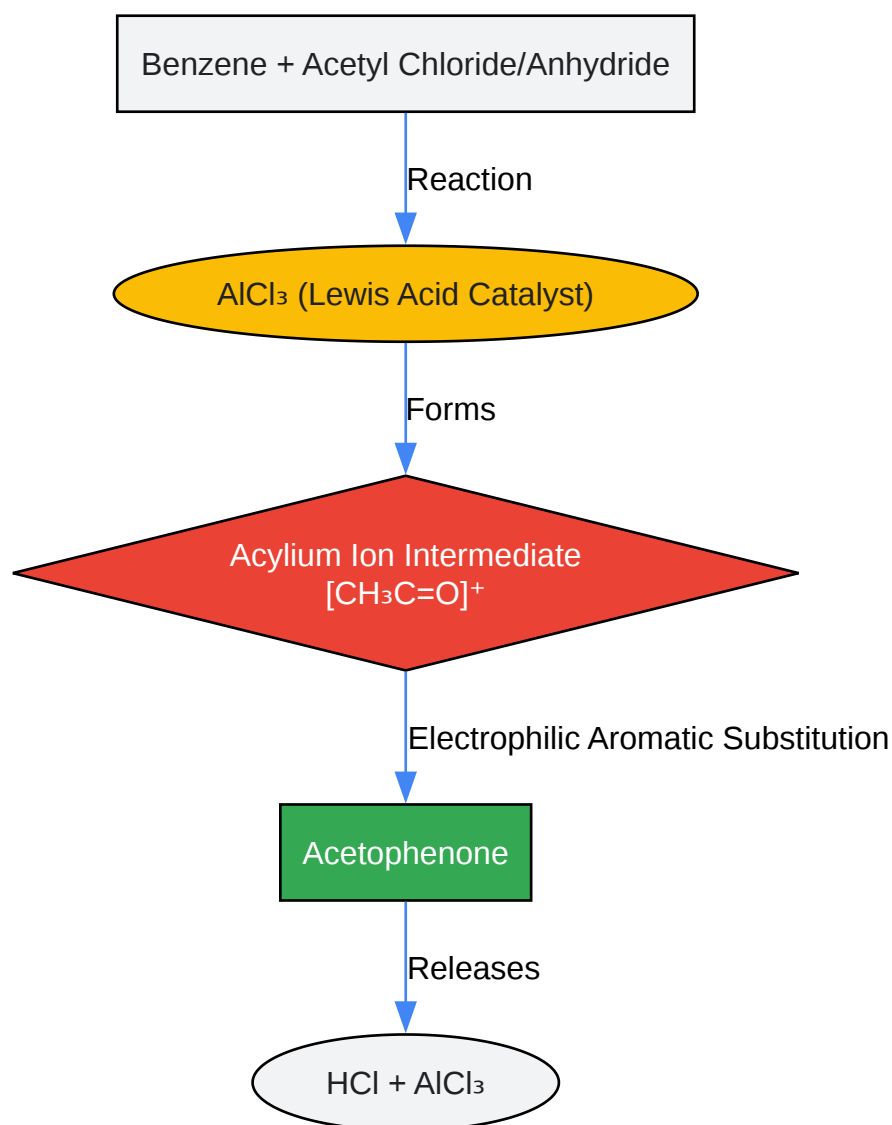 Benzene + Acetyl Chloride/Anhydride
Reaction
AlCl₃ (Lewis Acid Catalyst)
Forms
Acylium Ion Intermediate
[CH₃C=O]⁺
Electrophilic Aromatic Substitution
Acetophenone
Releases
HCl + AlCl₃